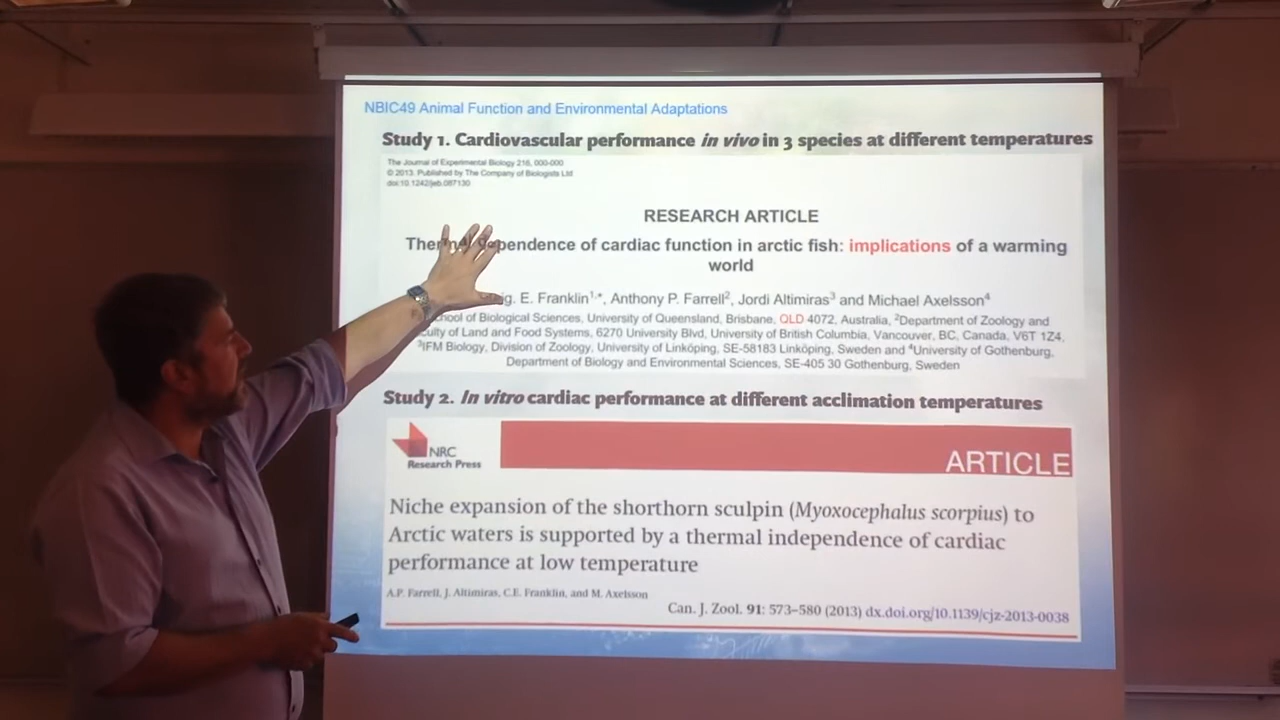 NBIC49 Animal Function and Environmental Adaptations
Study 1. Cardiovascular performance in vivo in 3 species at different temperatures
The Journal of Experimental Biology 216, 000-000
© 2013. Published by The Company of Biologists Ltd
doi:10.1242/jeb.087130
RESEARCH ARTICLE
dependence of cardiac function in arctic fish: implications of a warming
world
E. Franklin1,*, Anthony P. Farrell2, Jordi Altimiras3 and Michael Axelsson4
of Biological Sciences, University of Queensland, Brisbane, QLD 4072, Australia, 2Department of Zoology and
of Land and Food Systems, 6270 University Blvd, University of British Columbia, Vancouver, BC, Canada, V6T 1Z4,
3IFM Biology, Division of Zoology, University of Linköping, SE-58183 Linköping, Sweden and 4University of Gothenburg,
Department of Biology and Environmental Sciences, SE-405 30 Gothenburg, Sweden
Study 2. In vitro cardiac performance at different acclimation temperatures
NRC
Research Press
ARTICLE
Niche expansion of the shorthorn sculpin (Myoxocephalus scorpius) to
Arctic waters is supported by a thermal independence of cardiac
performance at low temperature
A.P. Farrell, J. Altimiras, C.E. Franklin, and M. Axelsson
Can. J. Zool. 91: 573–580 (2013) dx.doi.org/10.1139/cjz-2013-0038